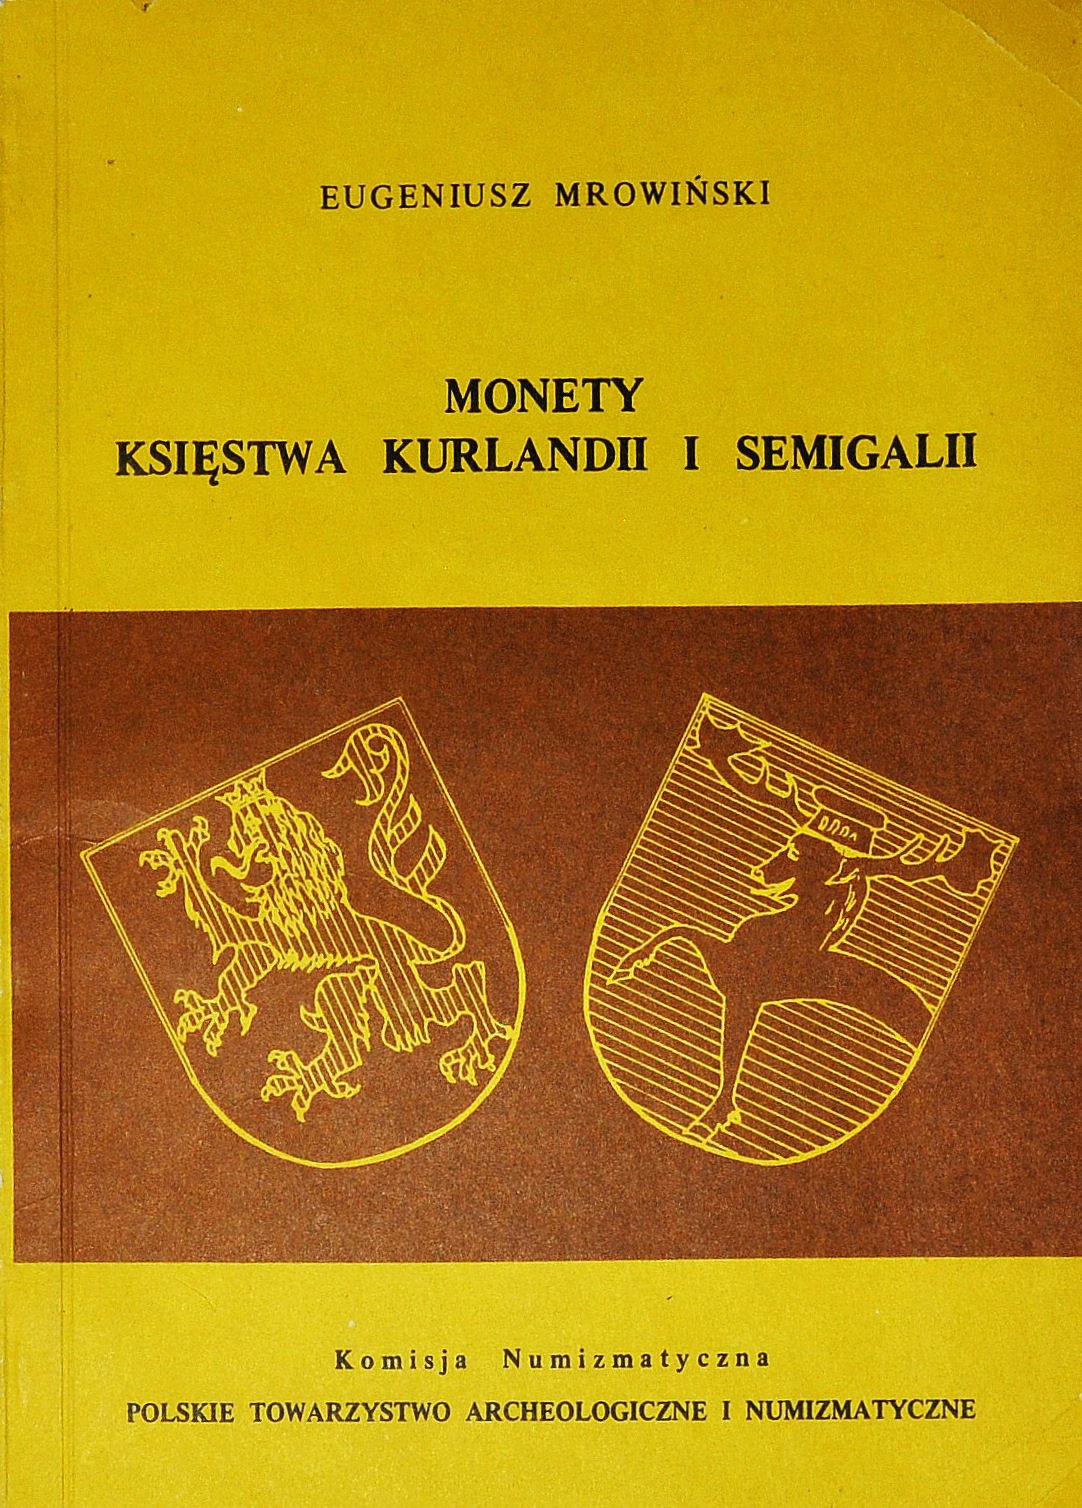 EUGENIUSZ MROWIŃSKI
MONETY
KSIĘSTWA KURLANDII I SEMIGALII
Komisja Numizmatyczna
POLSKIE TOWARZYSTWO ARCHEOLOGICZNE I NUMIZMATYCZNE